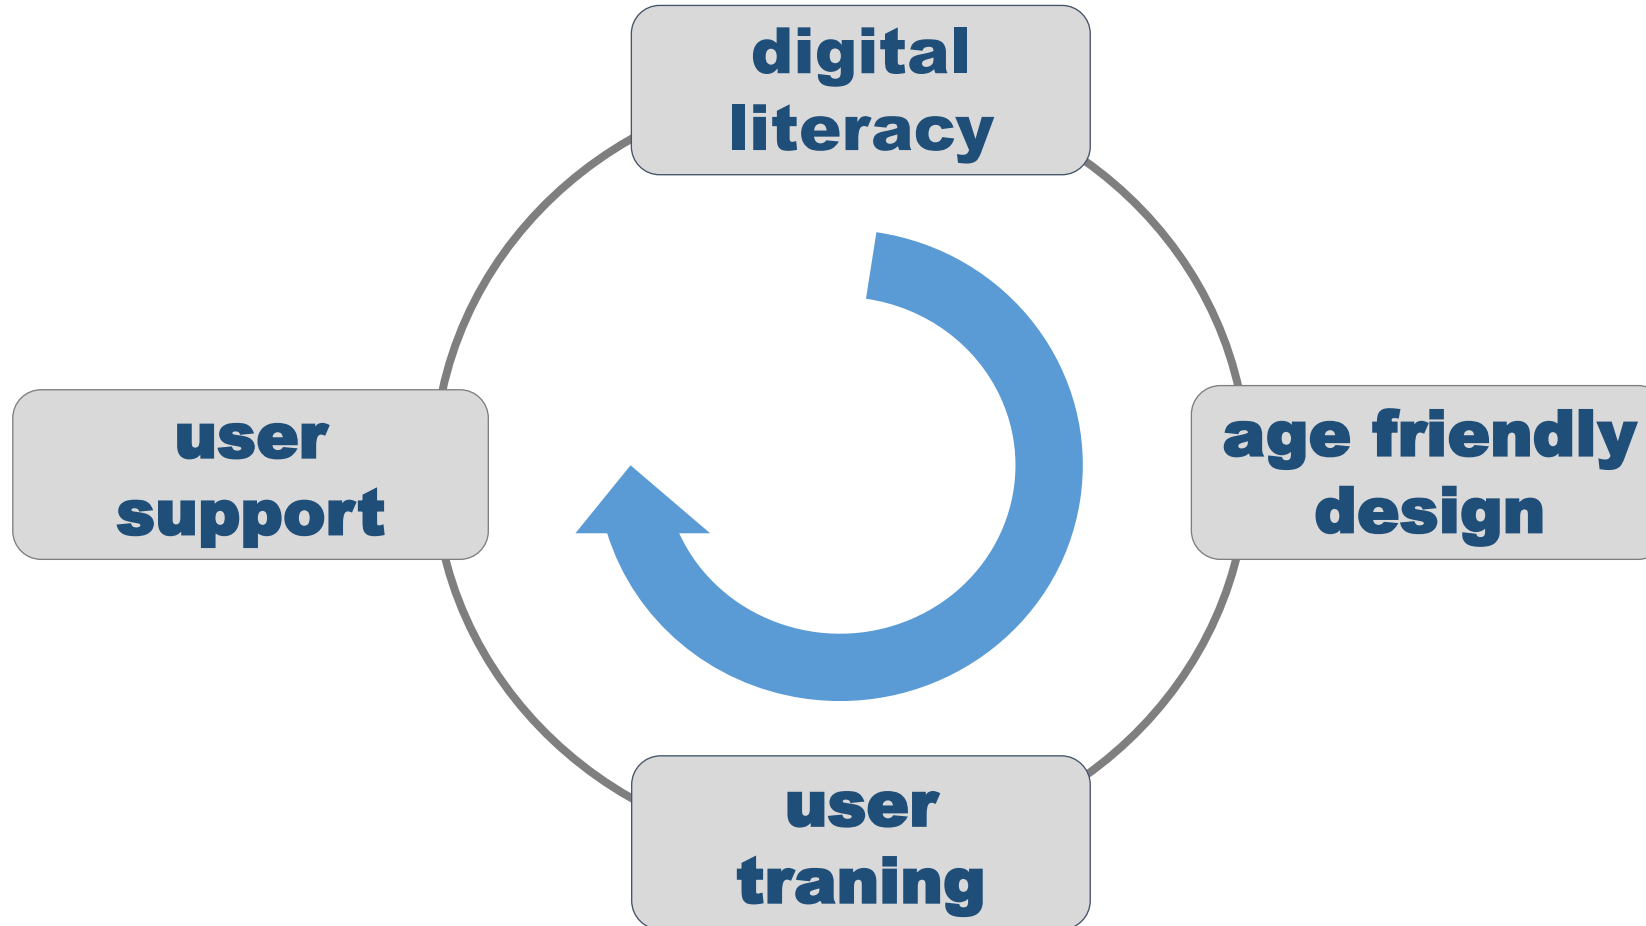 digital
literacy
user
support
age friendly
design
user
traning